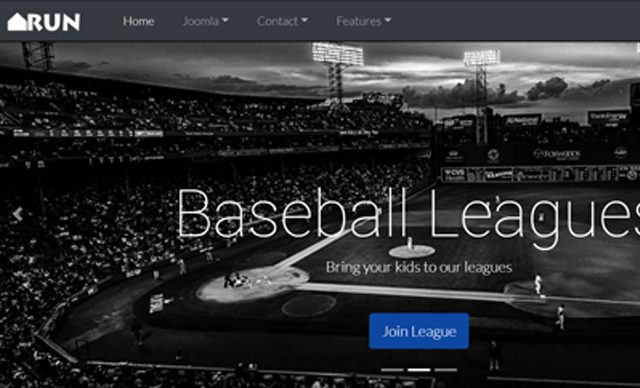 RUN
Home Joomla Contact Features
Baseball Leagues
Bring your kids to our leagues
Join League